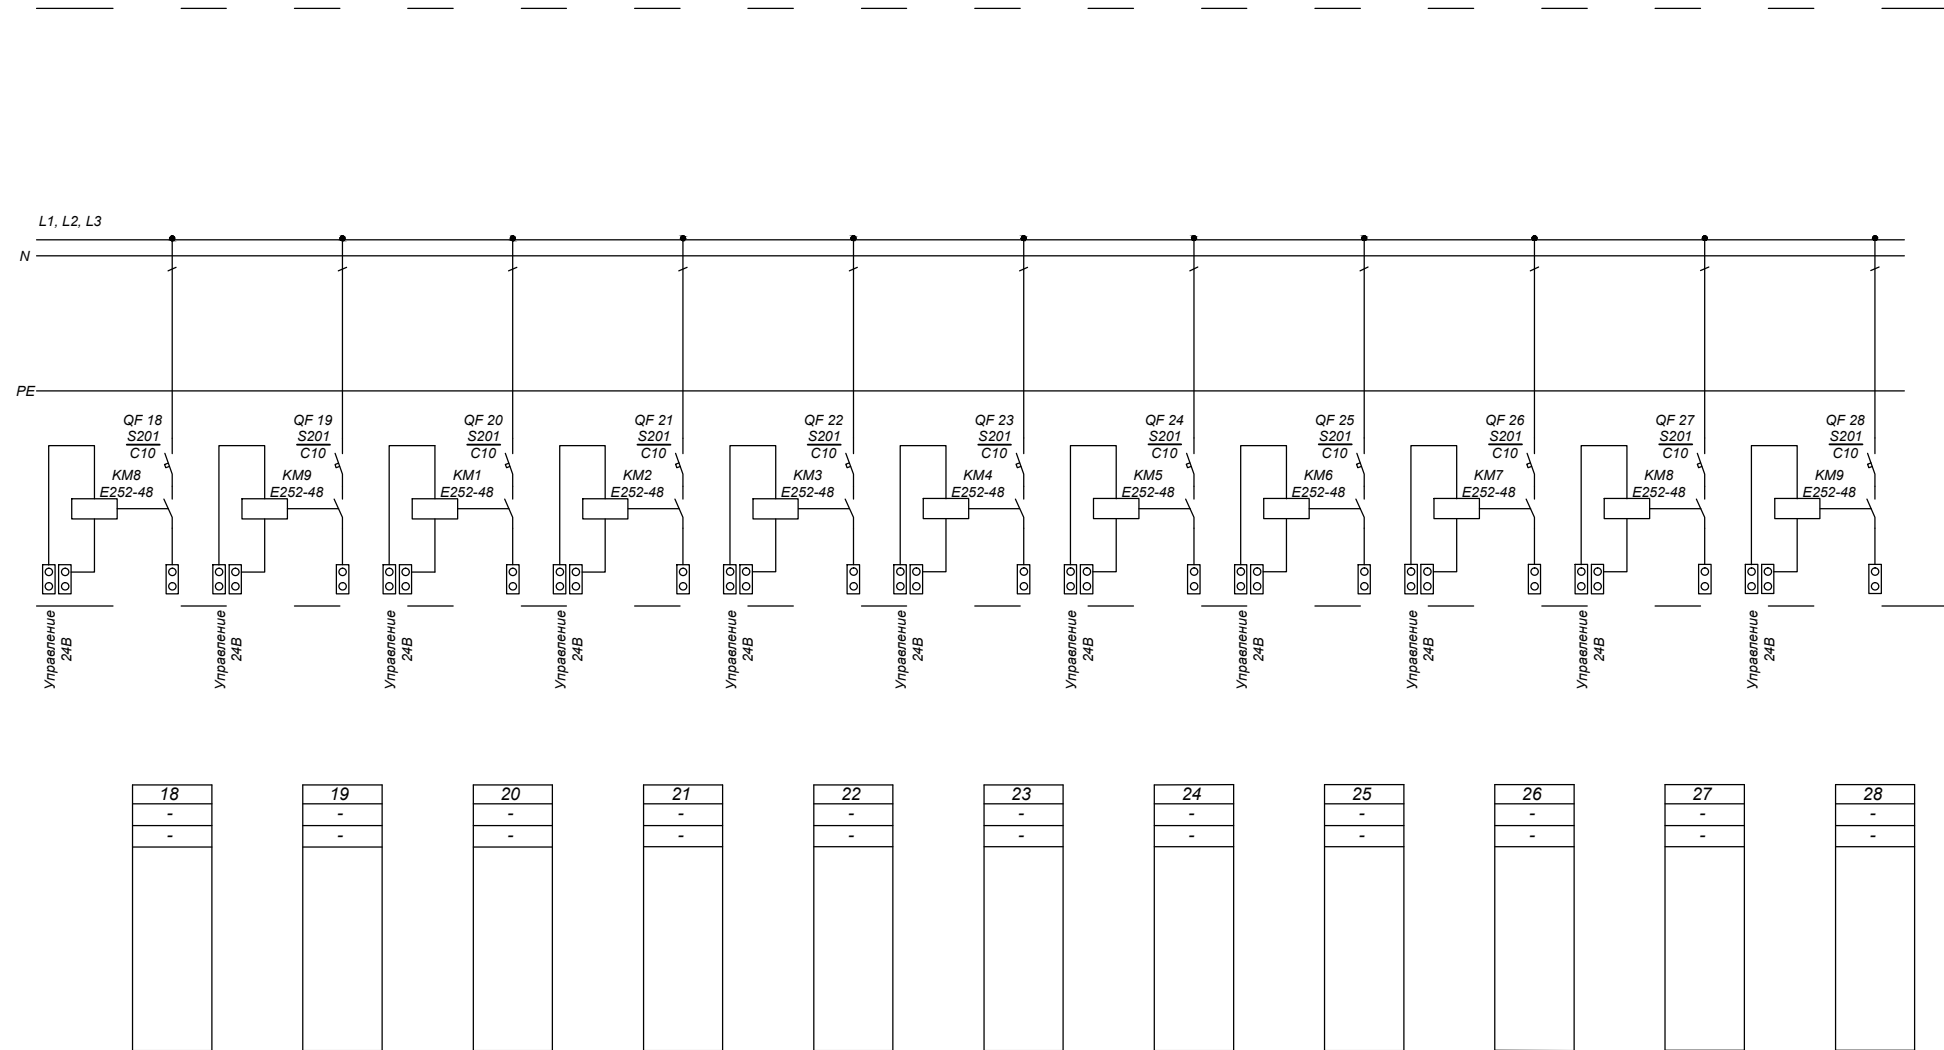 L1, L2, L3
N
PE
QF 18
S201
C10
KM8
E252-48
QF 19
S201
C10
KM9
E252-48
QF 20
S201
C10
KM1
E252-48
QF 21
S201
C10
KM2
E252-48
QF 22
S201
C10
KM3
E252-48
QF 23
S201
C10
KM4
E252-48
QF 24
S201
C10
KM5
E252-48
QF 25
S201
C10
KM6
E252-48
QF 26
S201
C10
KM7
E252-48
QF 27
S201
C10
KM8
E252-48
QF 28
S201
C10
KM9
E252-48
Управление
24В
Управление
24В
Управление
24В
Управление
24В
Управление
24В
Управление
24В
Управление
24В
Управление
24В
Управление
24В
Управление
24В
Управление
24В
18
-
-
19
-
-
20
-
-
21
-
-
22
-
-
23
-
-
24
-
-
25
-
-
26
-
-
27
-
-
28
-
-